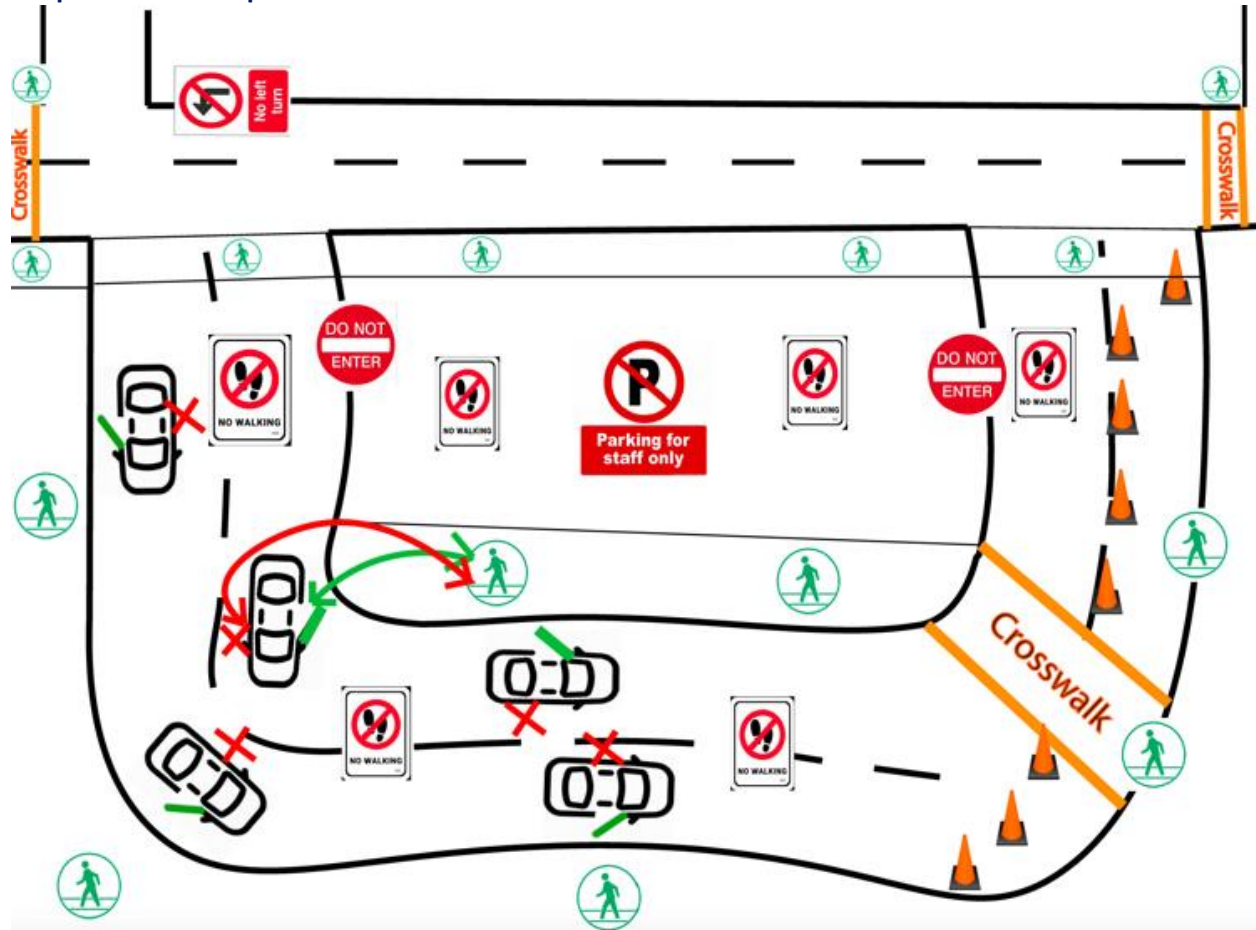 No left
turn
Crosswalk
Crosswalk
DO NOT
ENTER
DO NOT
ENTER
NO WALKING
NO WALKING
P
Parking for
staff only
NO WALKING
NO WALKING
Crosswalk
NO WALKING
NO WALKING